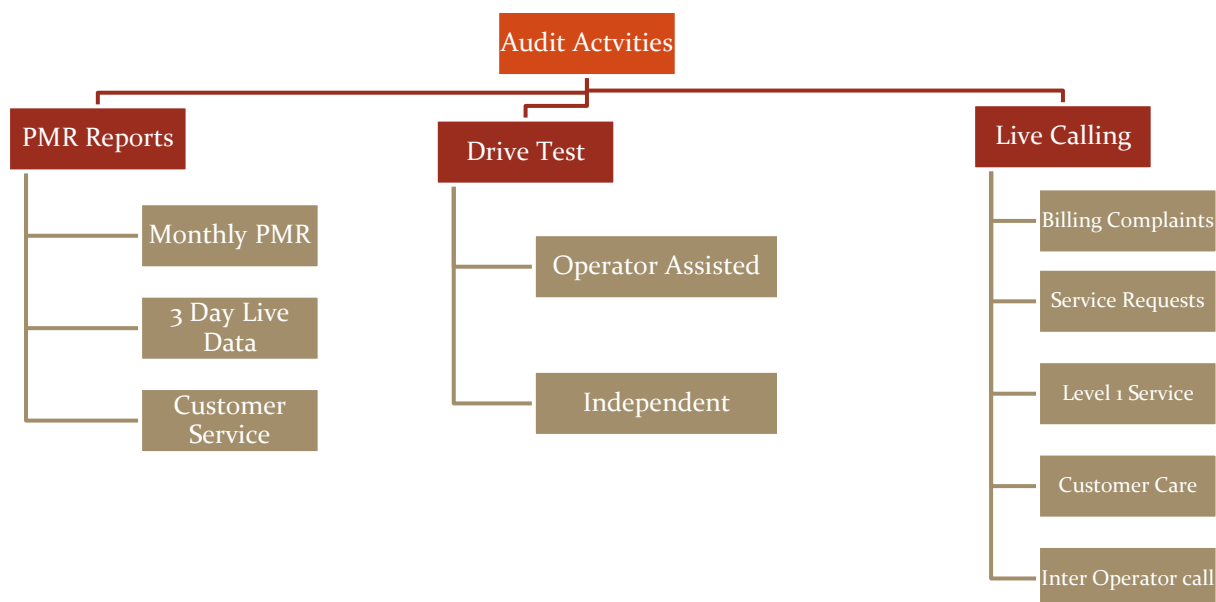 Audit Actvities
PMR Reports
Monthly PMR
3 Day Live
Data
Customer
Service
Drive Test
Operator Assisted
Independent
Live Calling
Billing Complaints
Service Requests
Level 1 Service
Customer Care
Inter Operator call